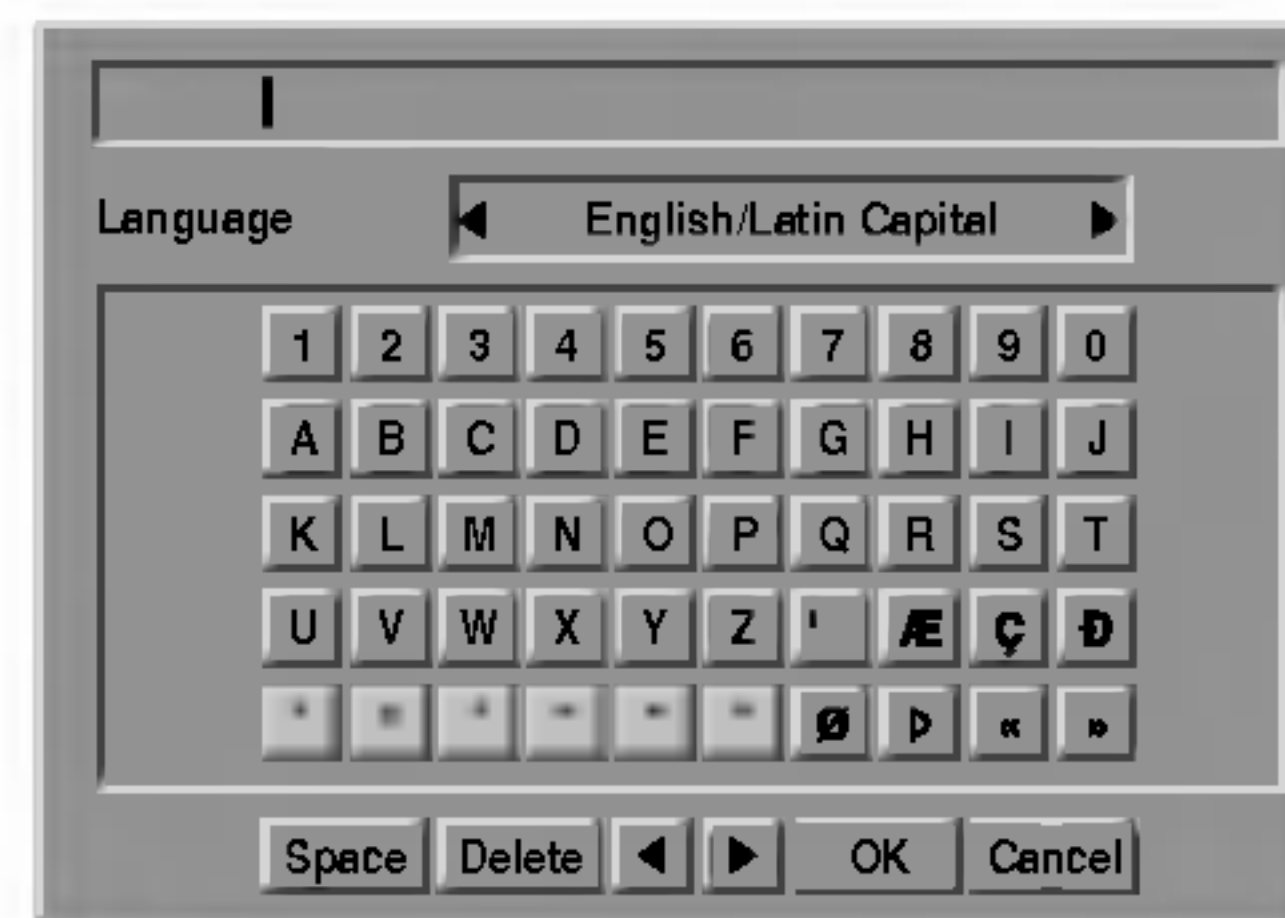 Language ◀ English/Latin Capital ▶
1 2 3 4 5 6 7 8 9 0
A B C D E F G H I J
K L M N O P Q R S T
U V W X Y Z ' Æ Ç Đ
Ø Þ « »
Space Delete ◀ ▶ OK Cancel